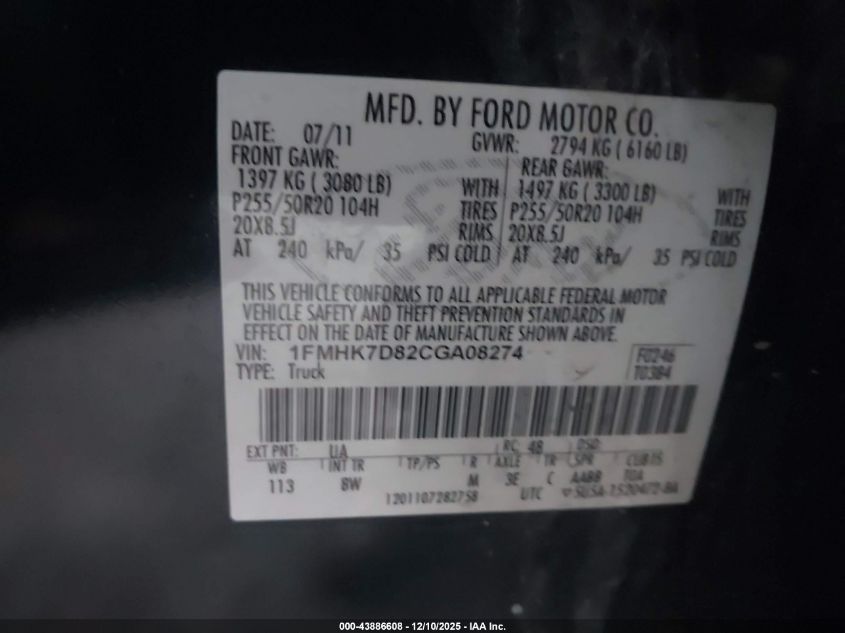 MFD. BY FORD MOTOR CO.
DATE: 07/11 GVWR: 2794 KG ( 6160 LB)
FRONT GAWR: REAR GAWR:
1397 KG ( 3080 LB) WITH 1497 KG ( 3300 LB) WITH
P255/50R20 104H TIRES P255/50R20 104H TIRES
20X8.5J RIMS 20X8.5J RIMS
AT 240 kPa/ 35 PSI COLD AT 240 kPa/ 35 PSI COLD
THIS VEHICLE CONFORMS TO ALL APPLICABLE FEDERAL MOTOR
VEHICLE SAFETY AND THEFT PREVENTION STANDARDS IN
EFFECT ON THE DATE OF MANUFACTURE SHOWN ABOVE.
VIN: 1FMHK7D82CGA08274 F0246
TYPE: Truck T0384
EXT PNT: UA RC: 48 DSO:
WB INT TR TP/PS R AXLE TR SPR
113 8W M 3E C AABB
1201107282758 UTC
000-43886608 - 12/10/2025 - IAA Inc.